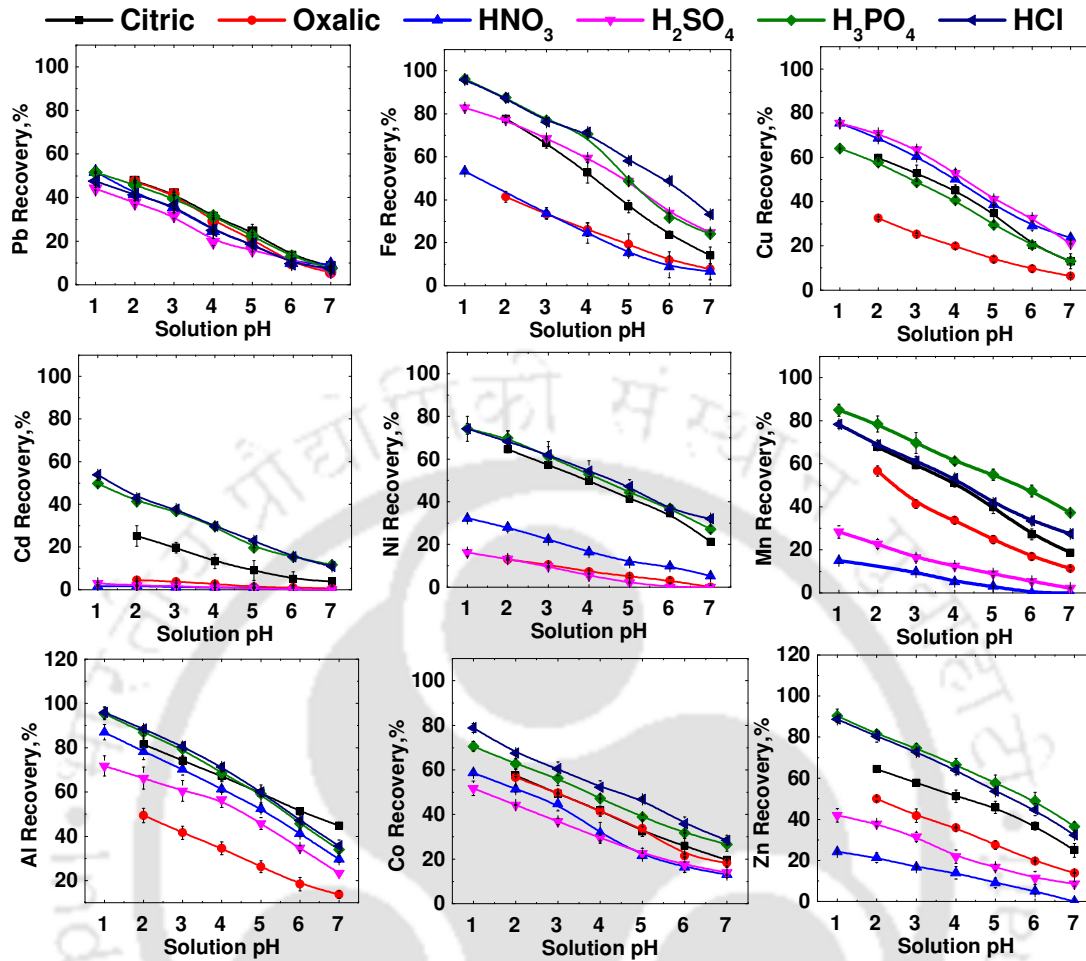 Citric Oxalic HNO₃ H₂SO₄ H₃PO₄ HCl
Pb Recovery,%
100
80
60
40
20
0
1 2 3 4 5 6 7
Solution pH
Fe Recovery,%
100
80
60
40
20
0
1 2 3 4 5 6 7
Solution pH
Cu Recovery,%
100
80
60
40
20
0
1 2 3 4 5 6 7
Solution pH
Cd Recovery,%
100
80
60
40
20
0
1 2 3 4 5 6 7
Solution pH
Ni Recovery,%
100
80
60
40
20
0
1 2 3 4 5 6 7
Solution pH
Mn Recovery,%
100
80
60
40
20
0
1 2 3 4 5 6 7
Solution pH
Al Recovery,%
120
100
80
60
40
20
1 2 3 4 5 6 7
Solution pH
Co Recovery,%
100
80
60
40
20
0
1 2 3 4 5 6 7
Solution pH
Zn Recovery,%
120
100
80
60
40
20
0
1 2 3 4 5 6 7
Solution pH